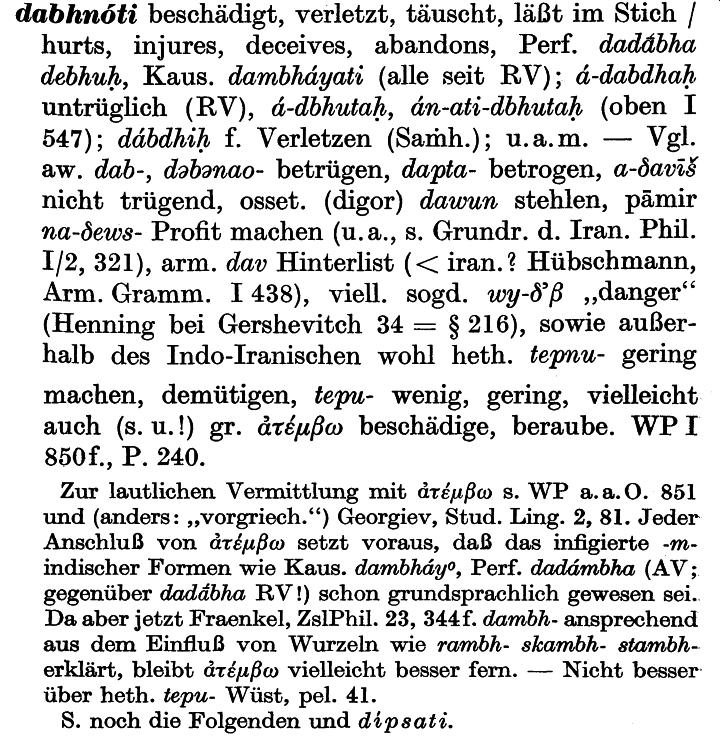 dabhnóti beschädigt, verletzt, täuscht, läßt im Stich /
hurts, injures, deceives, abandons, Perf. dadā́bha
debhuḥ, Kaus. dambháyati (alle seit RV); á-dabdhaḥ
untrüglich (RV), á-dbhutaḥ, án-ati-dbhutaḥ (oben I
547); dábdhiḥ f. Verletzen (Saṁh.); u. a. m. — Vgl.
aw. dab-, dəbənao- betrügen, dapta- betrogen, a-δavīš
nicht trügend, osset. (digor) dawun stehlen, pāmir
na-δews- Profit machen (u. a., s. Grundr. d. Iran. Phil.
I/2, 321), arm. dav Hinterlist (< iran.? Hübschmann,
Arm. Gramm. I 438), viell. sogd. wy-δ’β „danger“
(Henning bei Gershevitch 34 = § 216), sowie außer-
halb des Indo-Iranischen wohl heth. tepnu- gering
machen, demütigen, tepu- wenig, gering, vielleicht
auch (s. u.!) gr. ἀτέμβω beschädige, beraube. WP I
850f., P. 240.
Zur lautlichen Vermittlung mit ἀτέμβω s. WP a. a. O. 851
und (anders: „vorgriech.“) Georgiev, Stud. Ling. 2, 81. Jeder
Anschluß von ἀτέμβω setzt voraus, daß das infigierte -m-
indischer Formen wie Kaus. dambháyº, Perf. dadámbha (AV;
gegenüber dadā́bha RV!) schon grundsprachlich gewesen sei.
Da aber jetzt Fraenkel, ZslPhil. 23, 344f. dambh- ansprechend
aus dem Einfluß von Wurzeln wie rambh- skambh- stambh-
erklärt, bleibt ἀτέμβω vielleicht besser fern. — Nicht besser
über heth. tepu- Wüst, pel. 41.
S. noch die Folgenden und dípsati.